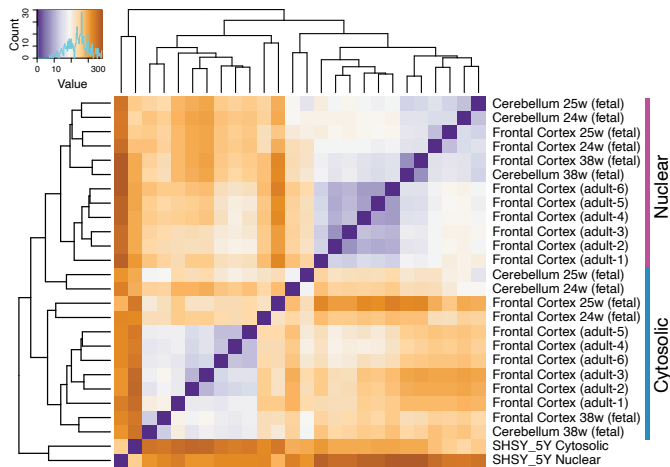 30
Count
0 10
0 10 300
Value
Cerebellum 25w (fetal)
Cerebellum 24w (fetal)
Frontal Cortex 25w (fetal)
Frontal Cortex 24w (fetal)
Frontal Cortex 38w (fetal)
Cerebellum 38w (fetal)
Frontal Cortex (adult-6)
Frontal Cortex (adult-5)
Frontal Cortex (adult-4)
Frontal Cortex (adult-3)
Frontal Cortex (adult-2)
Frontal Cortex (adult-1)
Nuclear
Cerebellum 25w (fetal)
Cerebellum 24w (fetal)
Frontal Cortex 25w (fetal)
Frontal Cortex 24w (fetal)
Frontal Cortex (adult-5)
Frontal Cortex (adult-4)
Frontal Cortex (adult-6)
Frontal Cortex (adult-3)
Frontal Cortex (adult-2)
Frontal Cortex (adult-1)
Frontal Cortex 38w (fetal)
Cerebellum 38w (fetal)
Cytosolic
SHSY_5Y Cytosolic
SHSY_5Y Nuclear